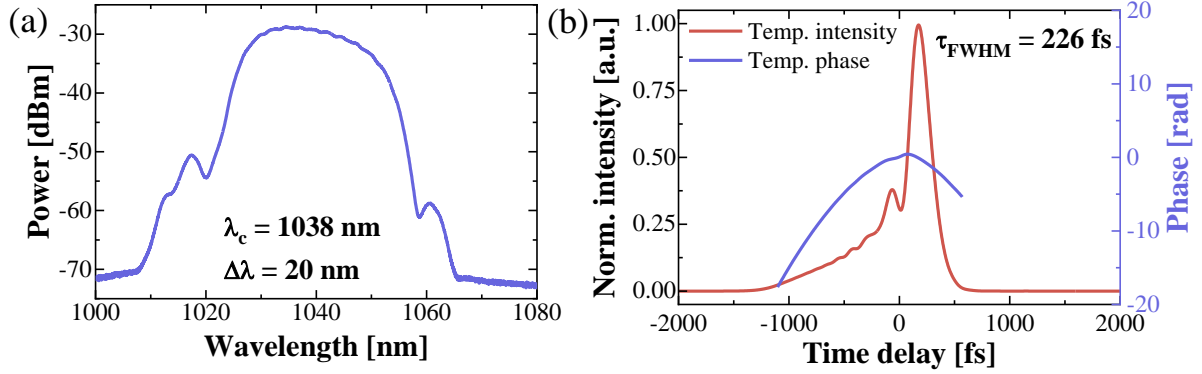 (a)
Power [dBm]
-30
-40
-50
-60
-70
λc = 1038 nm
Δλ = 20 nm
1000 1020 1040 1060 1080
Wavelength [nm]
(b)
Norm. intensity [a.u.]
1.00
0.75
0.50
0.25
0.00
Temp. intensity
Temp. phase
τFWHM = 226 fs
20
10
0
-10
-20
Phase [rad]
-2000 -1000 0 1000 2000
Time delay [fs]